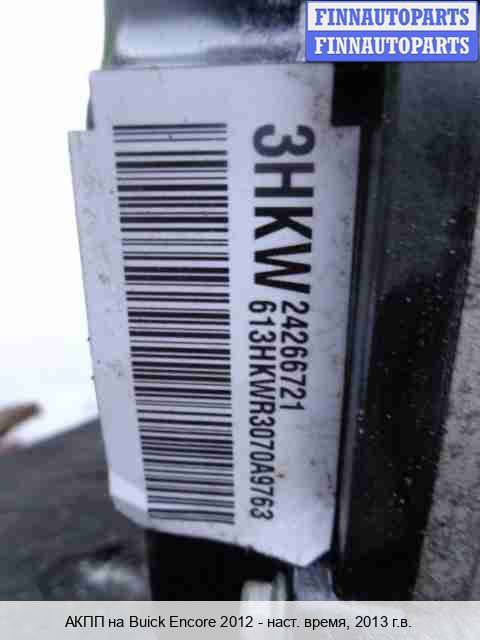 FINNAUTOPARTS
FINNAUTOPARTS
3HKW
24266721
613HKWR3070A9763
АКПП на Buick Encore 2012 - наст. время, 2013 г.в.